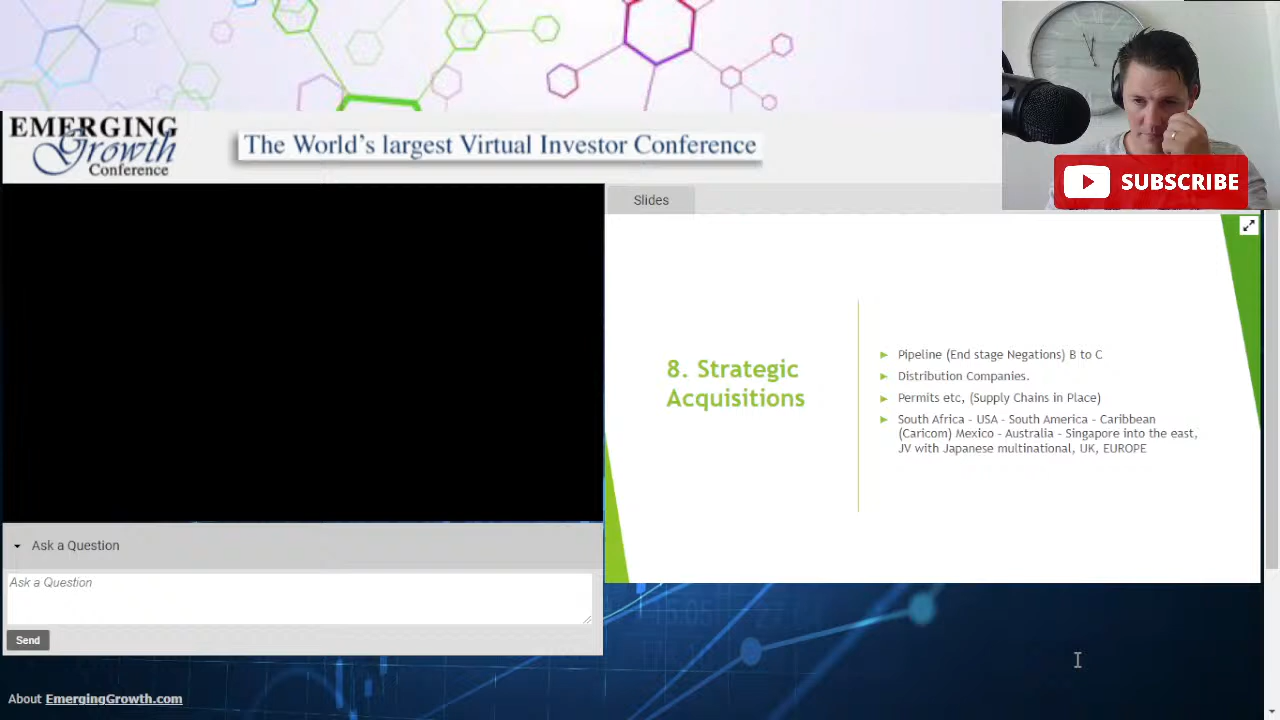 EMERGING
Growth
Conference
The World's largest Virtual Investor Conference
SUBSCRIBE
Slides
8. Strategic
Acquisitions
Pipeline (End stage Negations) B to C
Distribution Companies.
Permits etc, (Supply Chains in Place)
South Africa - USA - South America - Caribbean
(Caricom) Mexico - Australia - Singapore into the east,
JV with Japanese multinational, UK, EUROPE
Ask a Question
Ask a Question
Send
About EmergingGrowth.com